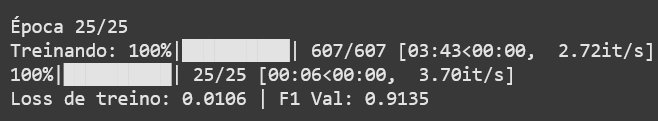 Época 25/25
Treinando: 100%|██████████| 607/607 [03:43<00:00,  2.72it/s]
100%|██████████| 25/25 [00:06<00:00,  3.70it/s]
Loss de treino: 0.0106 | F1 Val: 0.9135